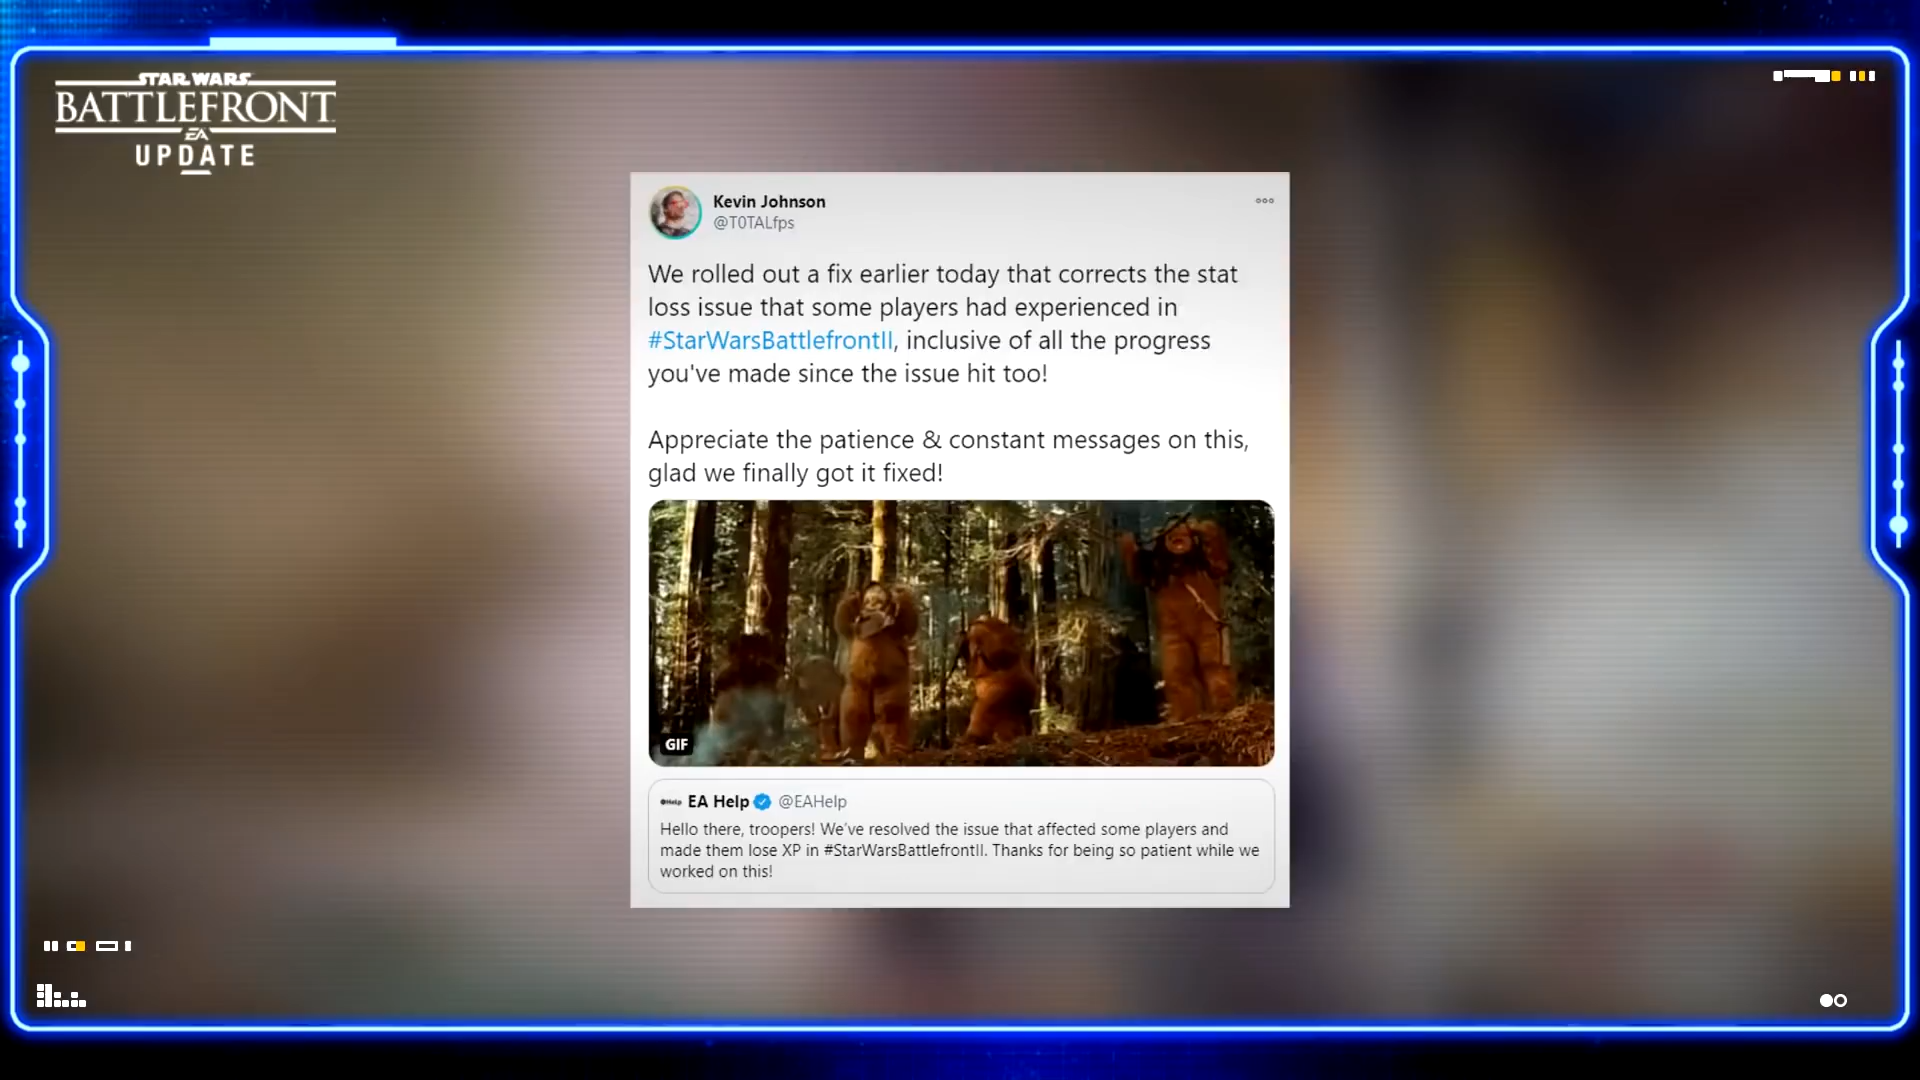 STAR WARS
BATTLEFRONT
EA
UPDATE
Kevin Johnson
@T0TALfps
We rolled out a fix earlier today that corrects the stat
loss issue that some players had experienced in
#StarWarsBattlefrontII, inclusive of all the progress
you've made since the issue hit too!
Appreciate the patience & constant messages on this,
glad we finally got it fixed!
GIF
Help EA Help @EAHelp
Hello there, troopers! We've resolved the issue that affected some players and
made them lose XP in #StarWarsBattlefrontII. Thanks for being so patient while we
worked on this!